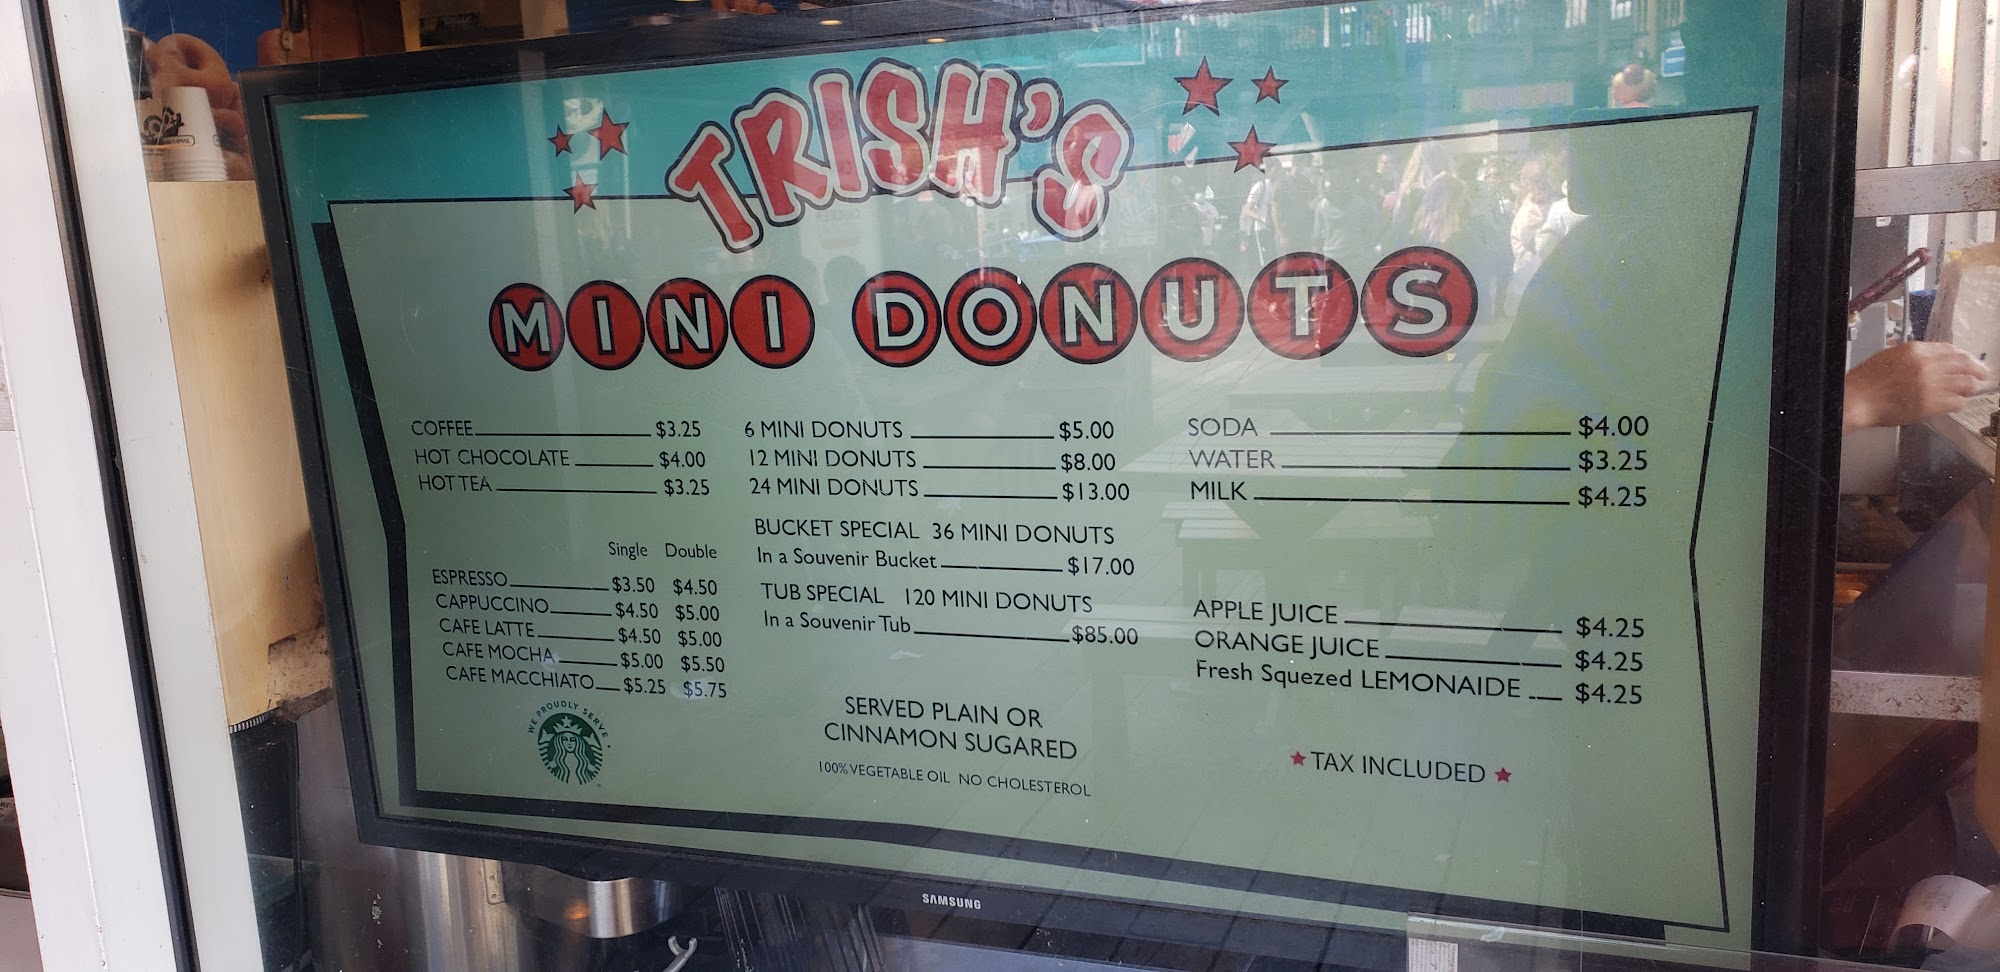 TRISH'S
MINI DONUTS
COFFEE $3.25
HOT CHOCOLATE $4.00
HOT TEA $3.25
Single Double
ESPRESSO $3.50 $4.50
CAPPUCCINO $4.50 $5.00
CAFE LATTE $4.50 $5.00
CAFE MOCHA $5.00 $5.50
CAFE MACCHIATO $5.25 $5.75
WE PROUDLY SERVE
6 MINI DONUTS $5.00
12 MINI DONUTS $8.00
24 MINI DONUTS $13.00
BUCKET SPECIAL 36 MINI DONUTS
In a Souvenir Bucket $17.00
TUB SPECIAL 120 MINI DONUTS
In a Souvenir Tub $85.00
SERVED PLAIN OR
CINNAMON SUGARED
100% VEGETABLE OIL NO CHOLESTEROL
SODA $4.00
WATER $3.25
MILK $4.25
APPLE JUICE $4.25
ORANGE JUICE $4.25
Fresh Squezed LEMONAIDE $4.25
TAX INCLUDED
SAMSUNG